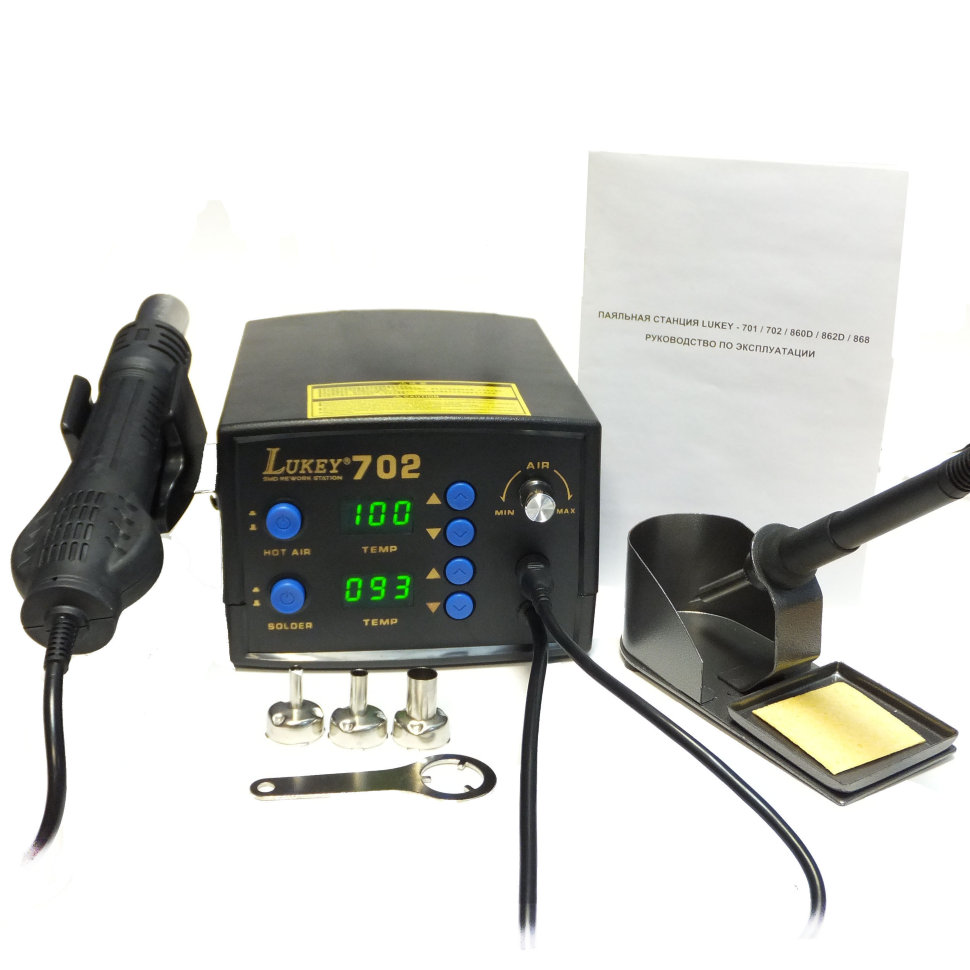 ПАЯЛЬНАЯ СТАНЦИЯ LUKEY - 701 / 702 / 860D / 862D / 868
РУКОВОДСТВО ПО ЭКСПЛУАТАЦИИ
CAUTION
LUKEY® 702
SMD REWORK STATION
AIR
MIN MAX
100
HOT AIR TEMP
093
SOLDER TEMP